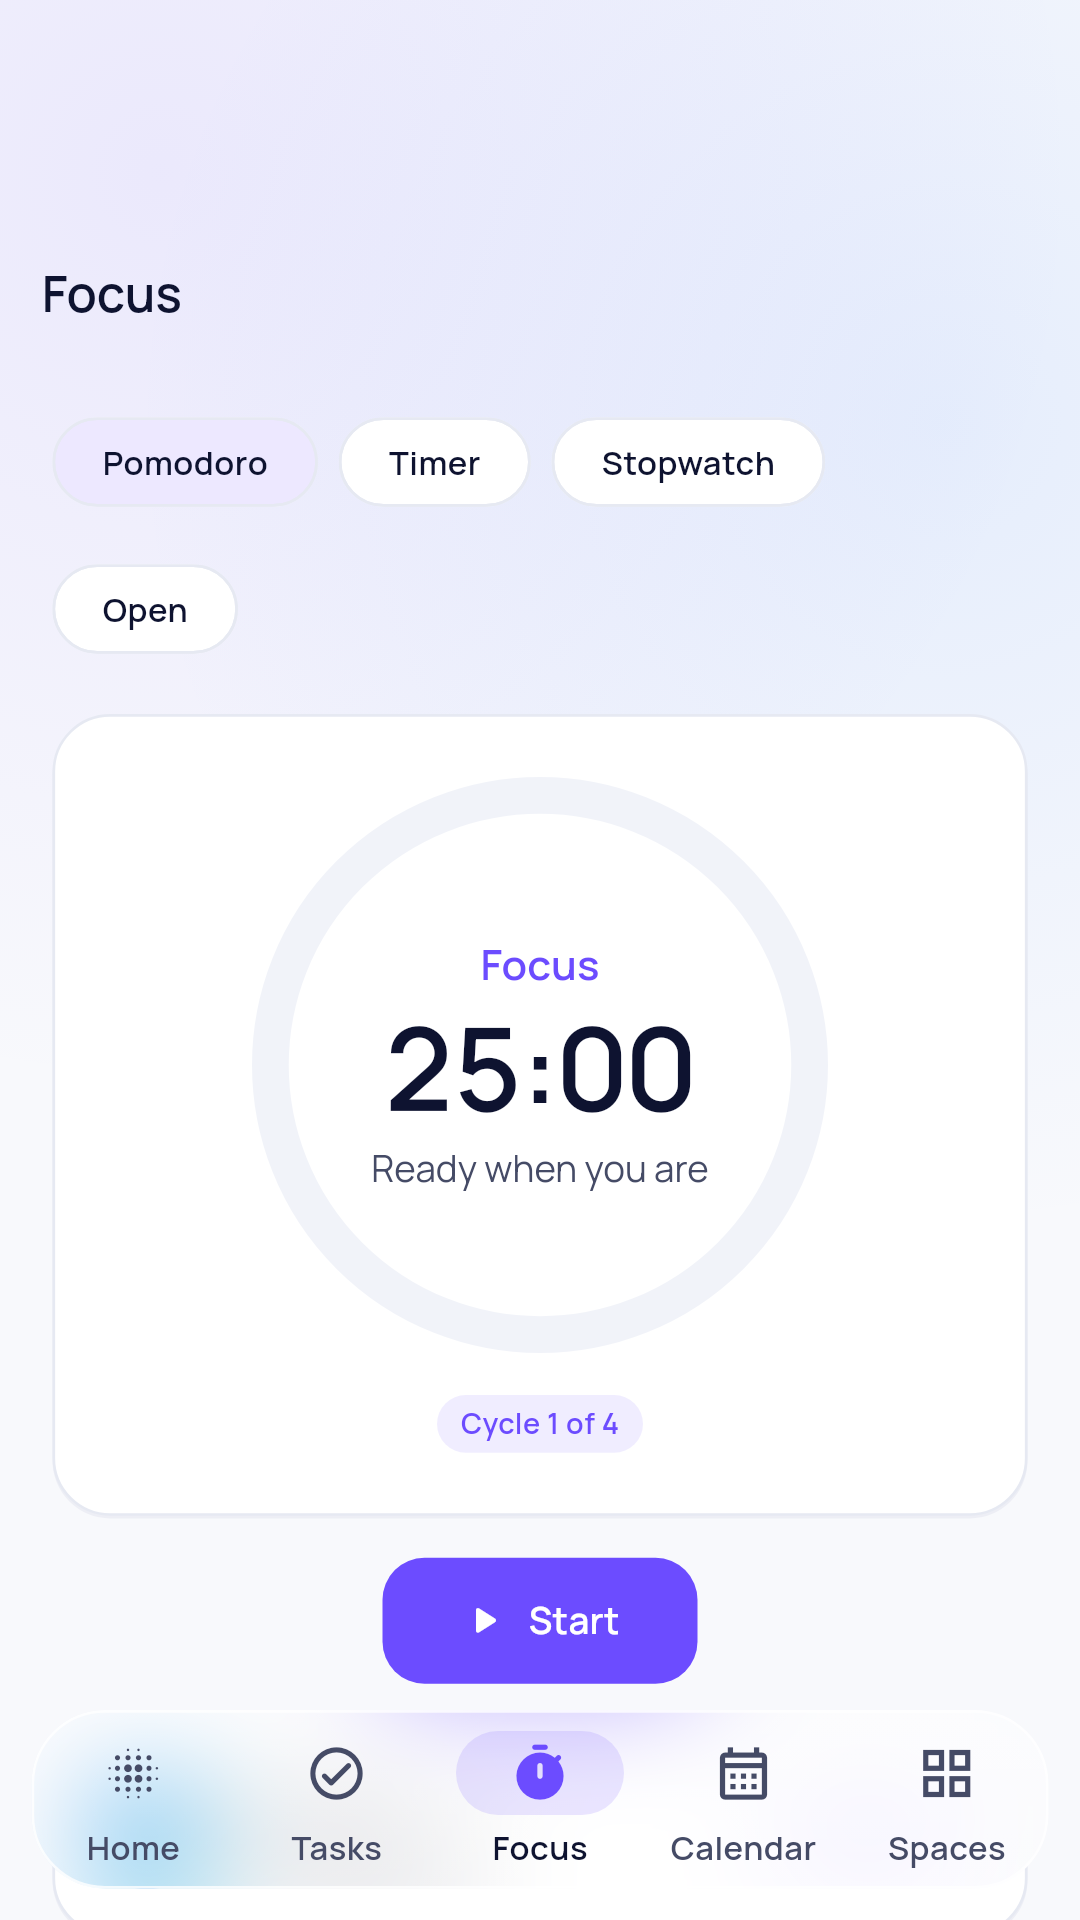 Focus
Pomodoro Timer Stopwatch
Open
Focus
25:00
Ready when you are
Cycle 1 of 4
Start
Home Tasks Focus Calendar Spaces